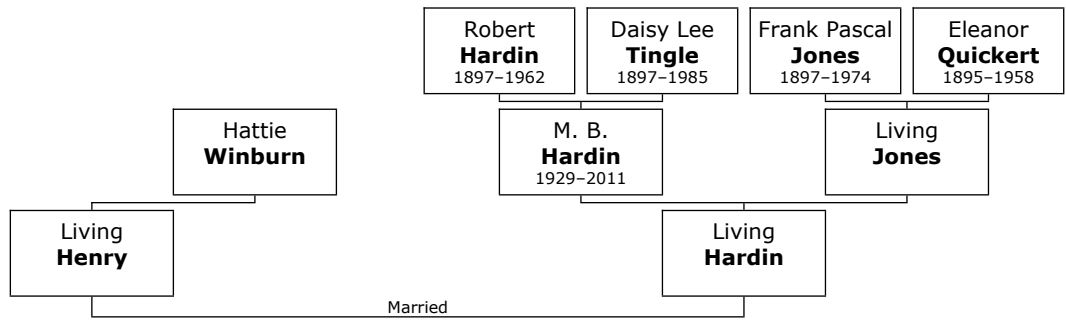 Robert
Hardin
1897–1962
Daisy Lee
Tingle
1897–1985
Frank Pascal
Jones
1897–1974
Eleanor
Quickert
1895–1958
Hattie
Winburn
M. B.
Hardin
1929–2011
Living
Jones
Living
Henry
Living
Hardin
Married